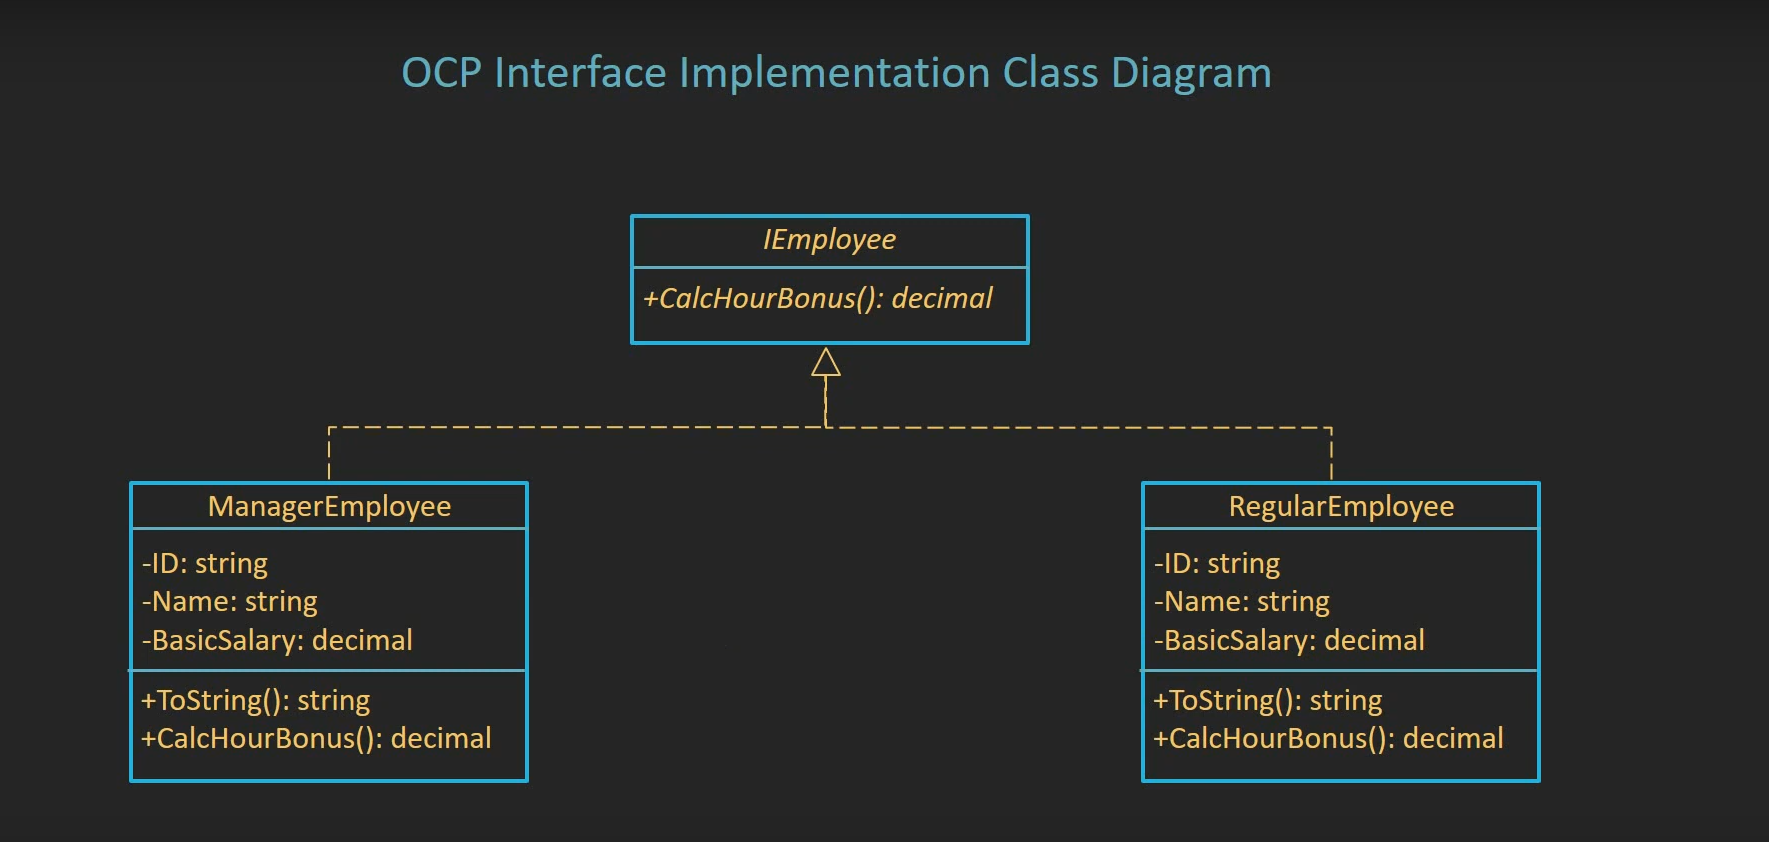 OCP Interface Implementation Class Diagram
IEmployee
+CalcHourBonus(): decimal
ManagerEmployee
-ID: string
-Name: string
-BasicSalary: decimal
+ToString(): string
+CalcHourBonus(): decimal
RegularEmployee
-ID: string
-Name: string
-BasicSalary: decimal
+ToString(): string
+CalcHourBonus(): decimal